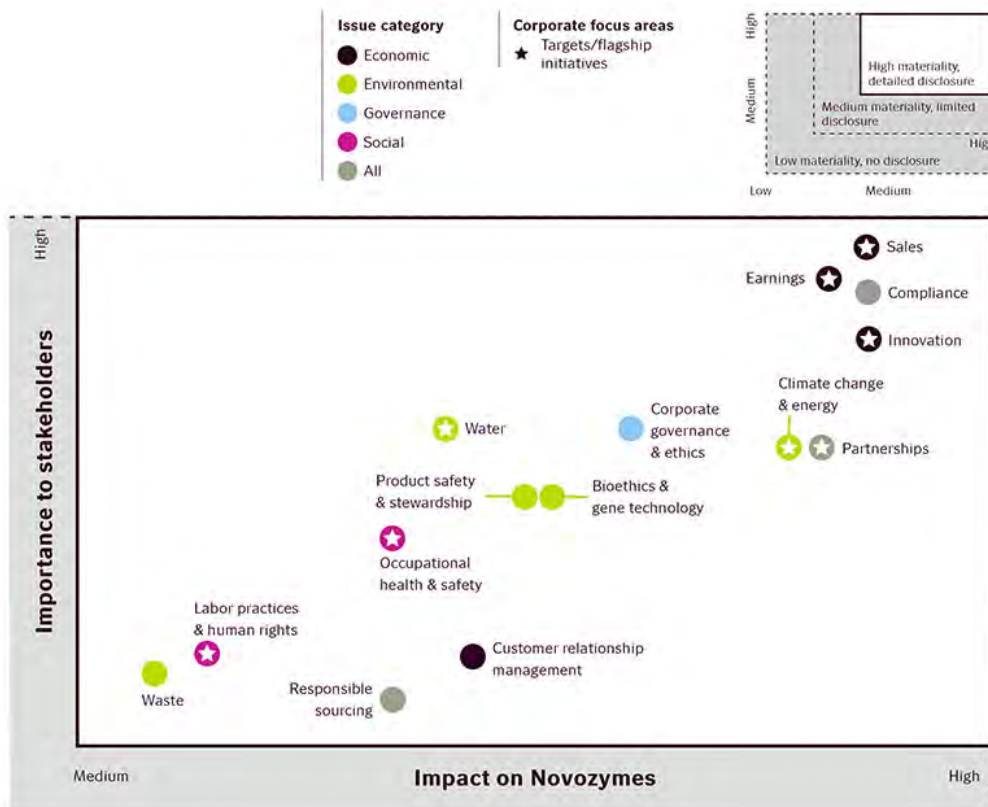 Issue category
Economic
Environmental
Governance
Social
All
Corporate focus areas
Targets/flagship
initiatives
High
Medium
High materiality,
detailed disclosure
Medium materiality, limited
disclosure
Low materiality, no disclosure
Low
Medium
High
Importance to stakeholders
Sales
Earnings
Compliance
Innovation
Climate change
& energy
Partnerships
Corporate
governance
& ethics
Water
Product safety
& stewardship
Bioethics &
gene technology
Occupational
health & safety
Labor practices
& human rights
Customer relationship
management
Waste
Responsible
sourcing
Medium
Impact on Novozymes
High